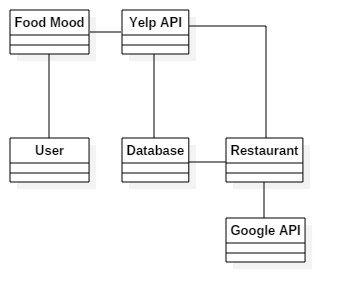 Food Mood
Yelp API
User
Database
Restaurant
Google API